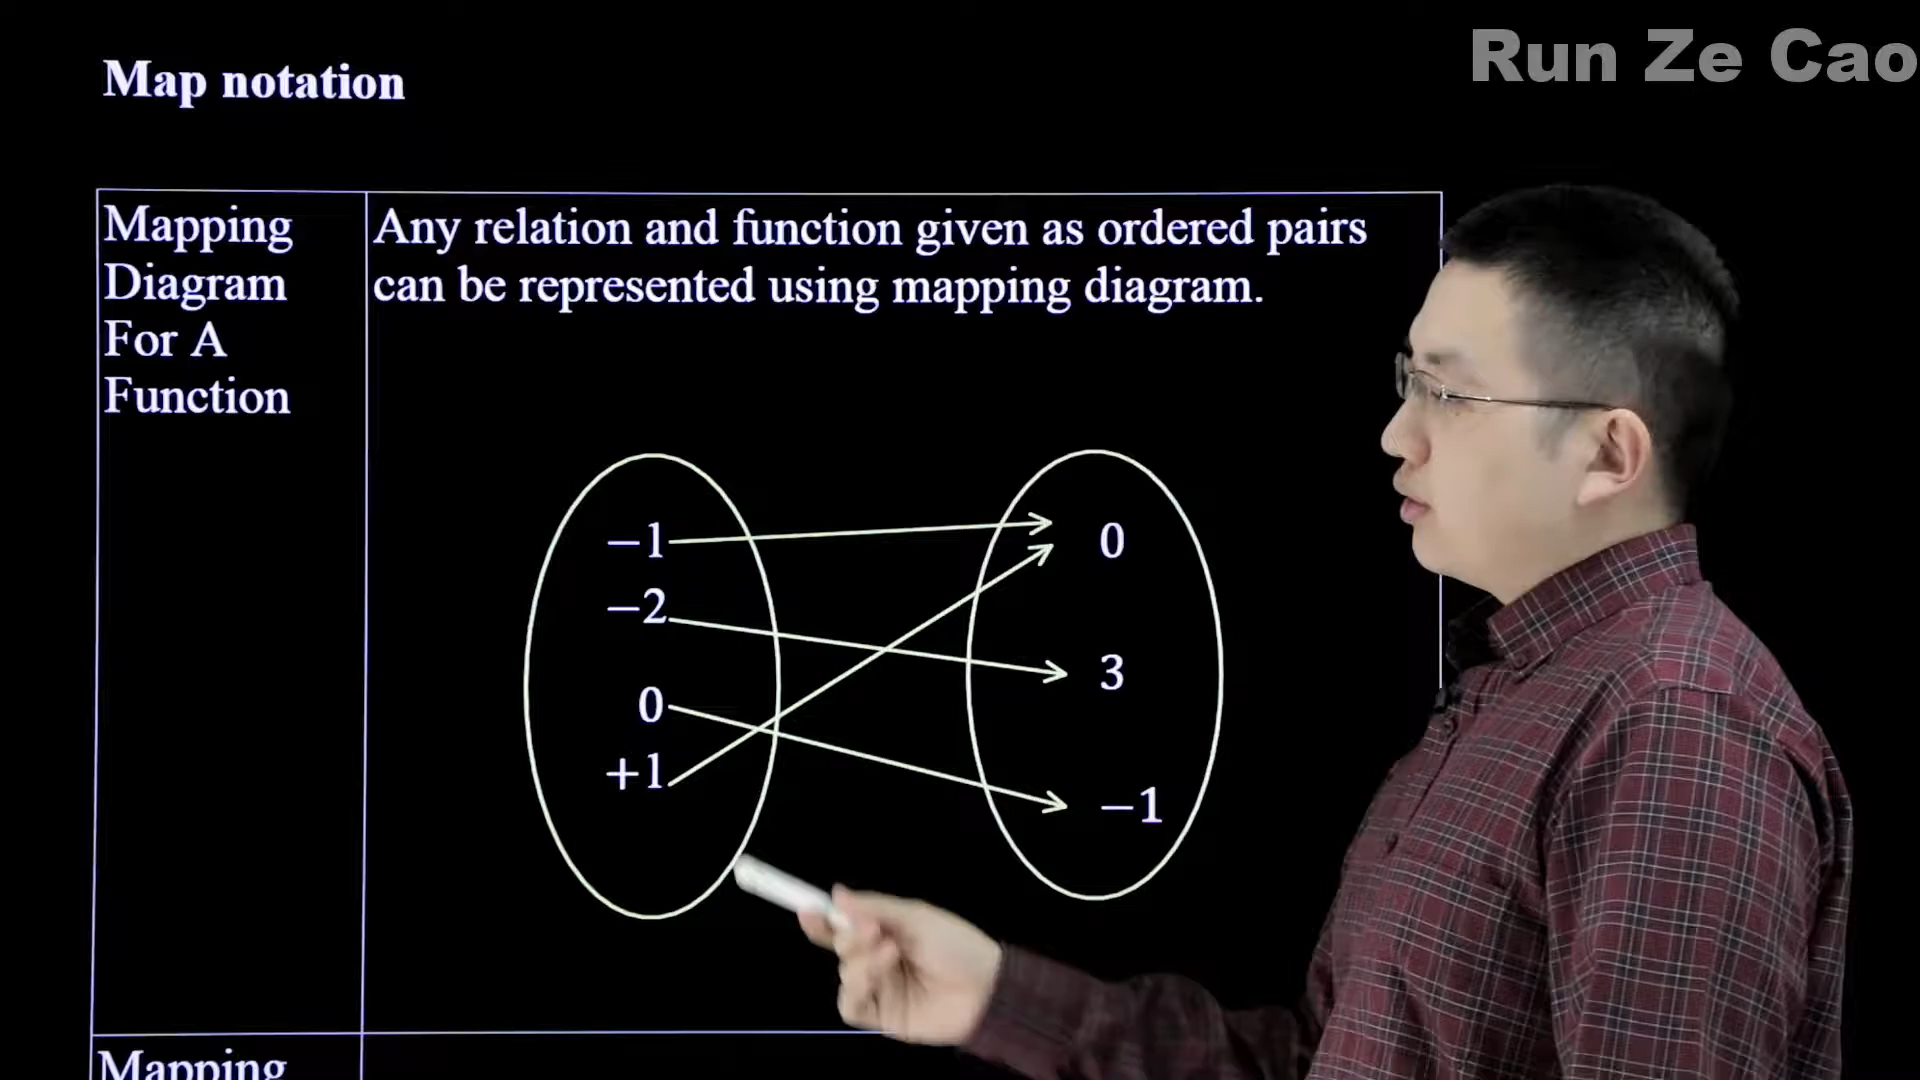 Run Ze Cao
Map notation
Mapping
Diagram
For A
Function
Any relation and function given as ordered pairs
can be represented using mapping diagram.
−1
−2
0
+1
0
3
−1
Mapping